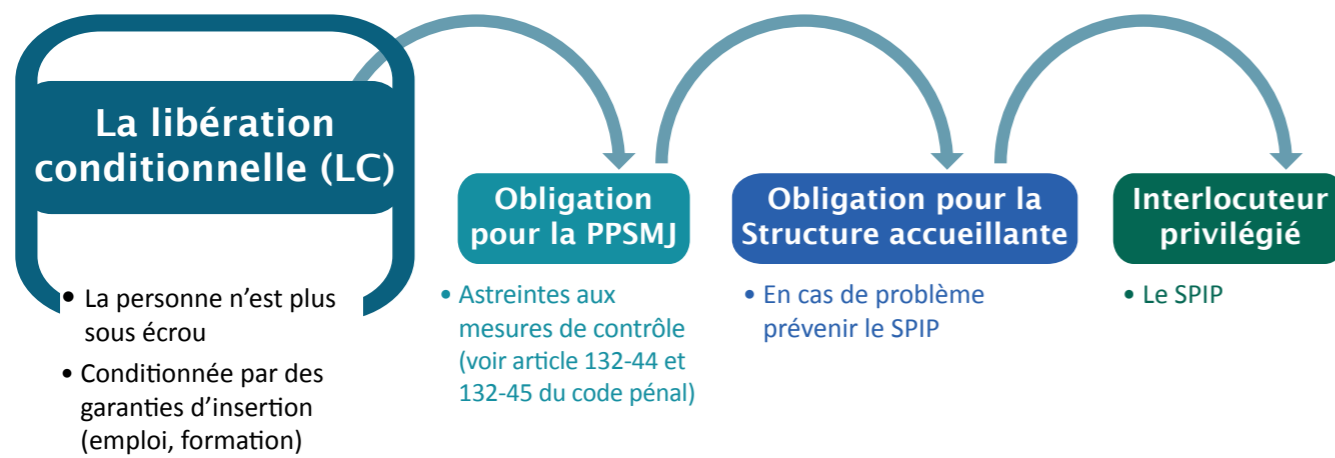 La libération
conditionnelle (LC)
• La personne n’est plus
sous écrou
• Conditionnée par des
garanties d’insertion
(emploi, formation)
Obligation
pour la PPSMJ
• Astreintes aux
mesures de contrôle
(voir article 132-44 et
132-45 du code pénal)
Obligation pour la
Structure accueillante
• En cas de problème
prévenir le SPIP
Interlocuteur
privilégié
• Le SPIP